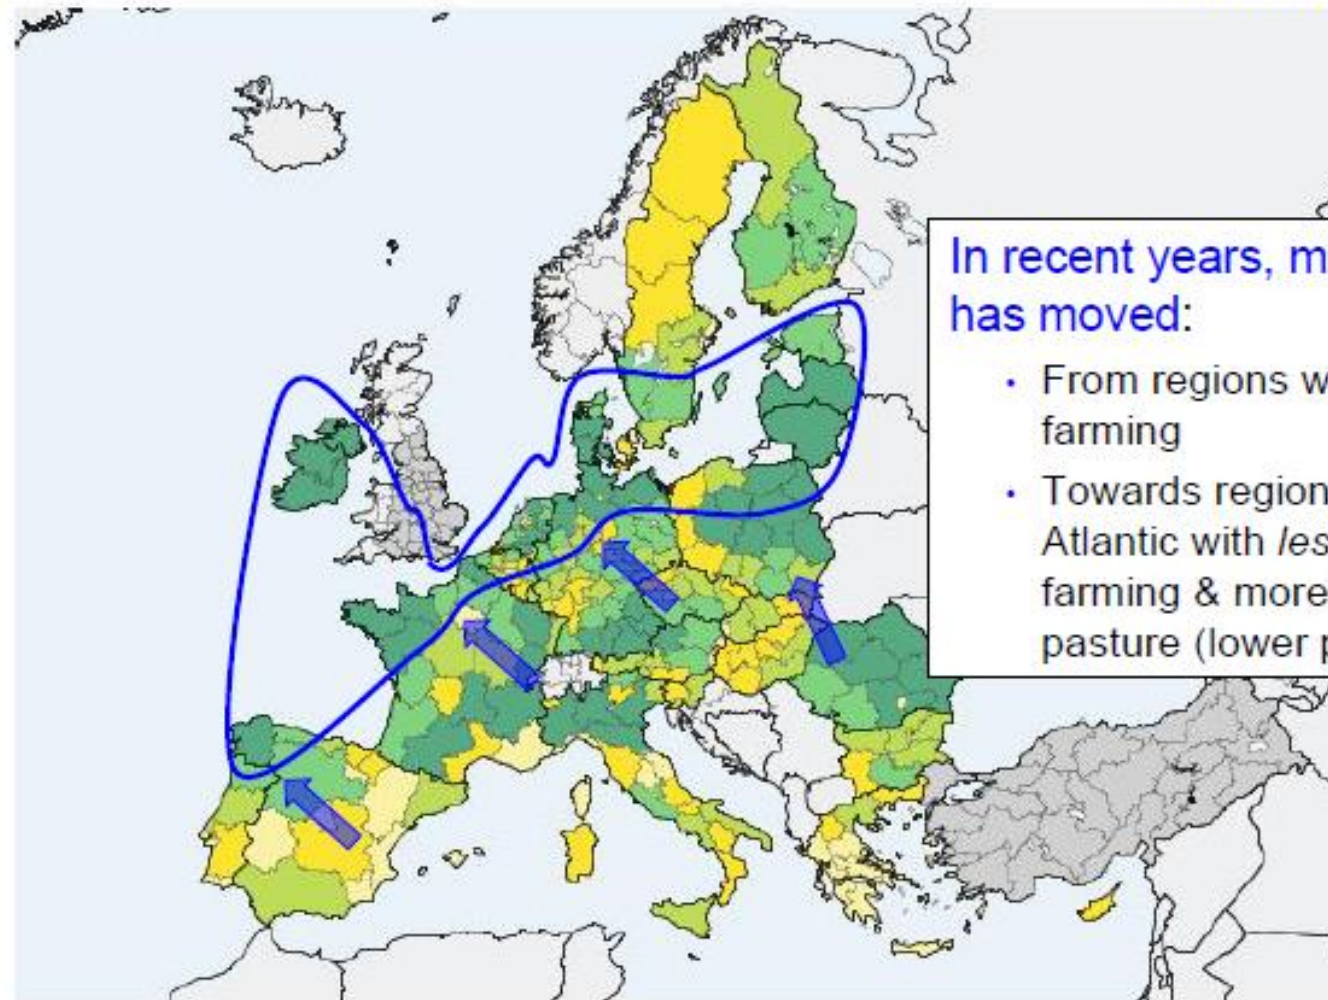 In recent years, m
has moved:
• From regions w
farming
• Towards region
Atlantic with les
farming & more
pasture (lower p